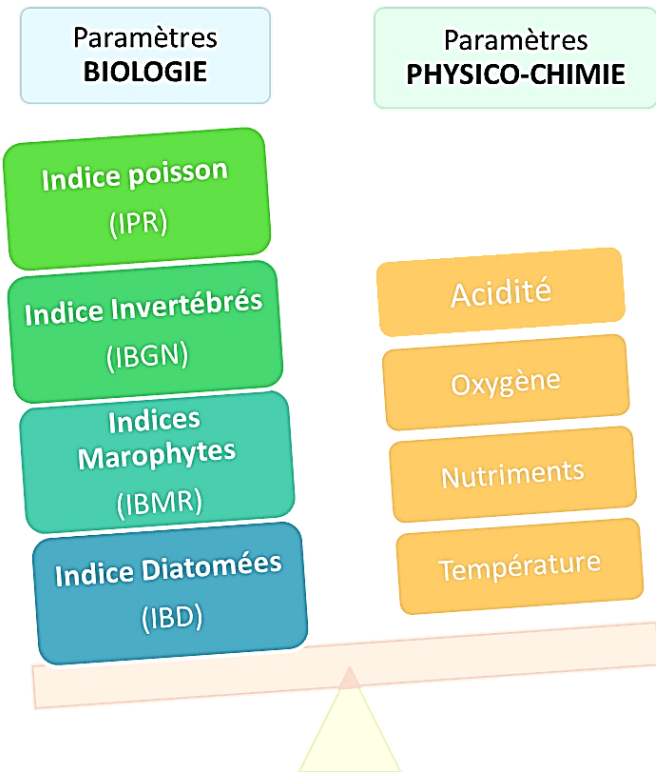 Paramètres
BIOLOGIE
Paramètres
PHYSICO-CHIMIE
Indice poisson
(IPR)
Indice Invertébrés
(IBGN)
Indices
Marophytes
(IBMR)
Indice Diatomées
(IBD)
Acidité
Oxygène
Nutriments
Température